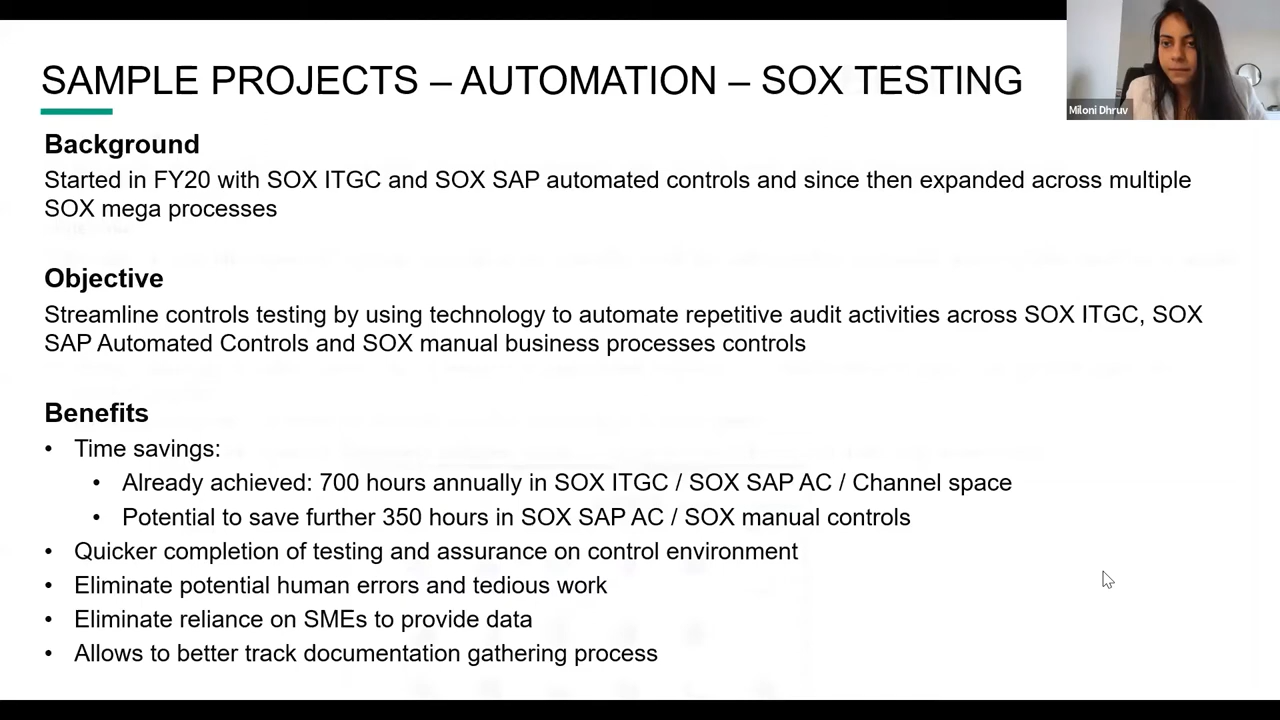 SAMPLE PROJECTS – AUTOMATION – SOX TESTING
Miloni Dhruv
Background
Started in FY20 with SOX ITGC and SOX SAP automated controls and since then expanded across multiple
SOX mega processes
Objective
Streamline controls testing by using technology to automate repetitive audit activities across SOX ITGC, SOX
SAP Automated Controls and SOX manual business processes controls
Benefits
• Time savings:
• Already achieved: 700 hours annually in SOX ITGC / SOX SAP AC / Channel space
• Potential to save further 350 hours in SOX SAP AC / SOX manual controls
• Quicker completion of testing and assurance on control environment
• Eliminate potential human errors and tedious work
• Eliminate reliance on SMEs to provide data
• Allows to better track documentation gathering process